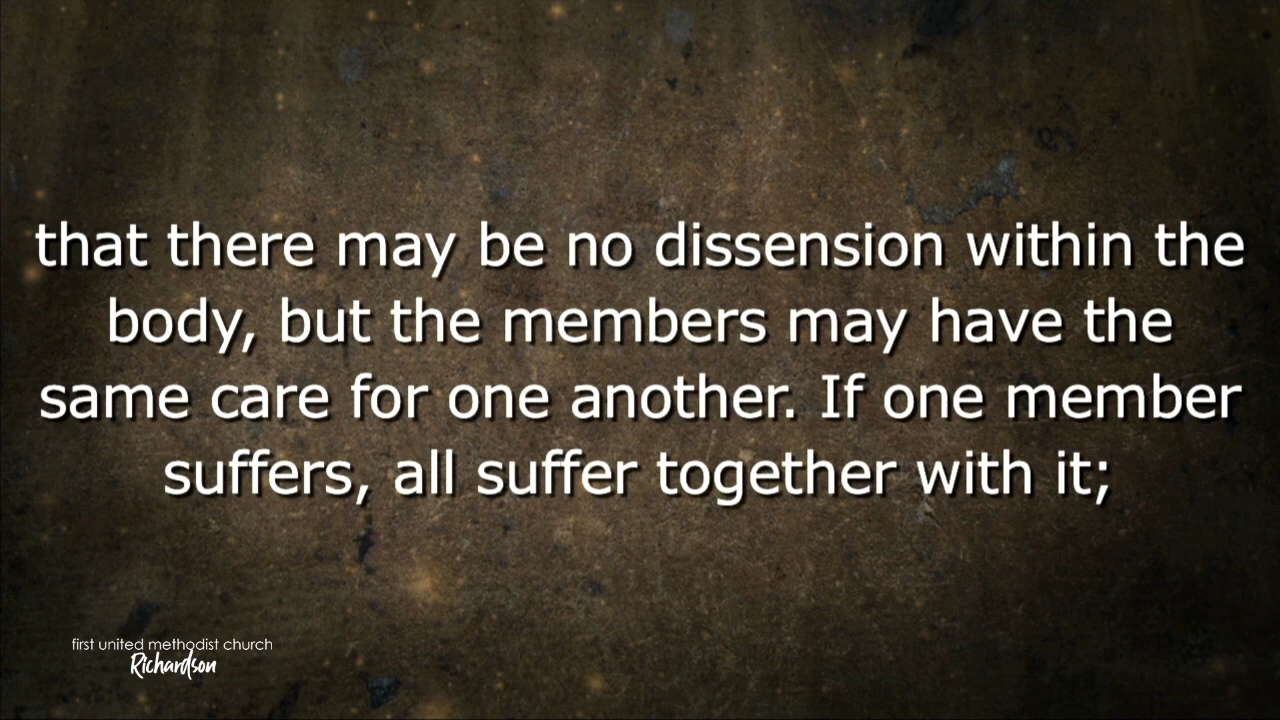 that there may be no dissension within the
body, but the members may have the
same care for one another. If one member
suffers, all suffer together with it;
first united methodist church
Richardson